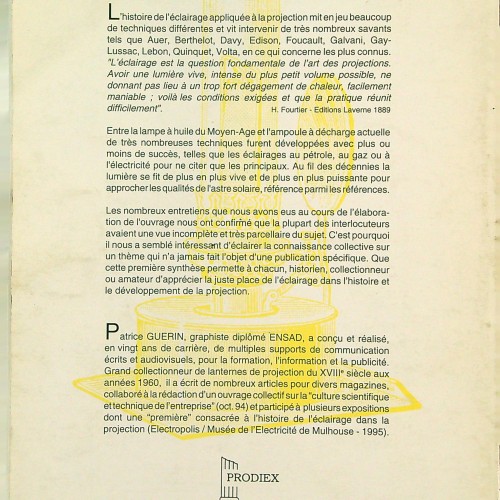 L'histoire de l'éclairage appliquée à la projection mit en jeu beaucoup
de techniques différentes et vit intervenir de très nombreux savants
tels que Auer, Berthelot, Davy, Edison, Foucault, Galvani, Gay-
Lussac, Lebon, Quinquet, Volta, en ce qui concerne les plus connus.
"L'éclairage est la question fondamentale de l'art des projections.
Avoir une lumière vive, intense du plus petit volume possible, ne
donnant pas lieu à un trop fort dégagement de chaleur, facilement
maniable ; voilà les conditions exigées et que la pratique réunit
difficilement". H. Fourtier - Editions Laverne 1889
Entre la lampe à huile du Moyen-Age et l'ampoule à décharge actuelle
de très nombreuses techniques furent développées avec plus ou
moins de succès, telles que les éclairages au pétrole, au gaz ou à
l'électricité pour ne citer que les principaux. Au fil des décennies la
lumière se fit de plus en plus vive et de plus en plus puissante pour
approcher les qualités de l'astre solaire, référence parmi les références.
Les nombreux entretiens que nous avons eus au cours de l'élabora-
tion de l'ouvrage nous ont confirmé que la plupart des interlocuteurs
avaient une vue incomplète et très parcellaire du sujet. C'est pourquoi
il nous a semblé intéressant d'éclairer la connaissance collective sur
un thème qui n'a jamais fait l'objet d'une publication spécifique. Que
cette première synthèse permette à chacun, historien, collectionneur
ou amateur d'apprécier la juste place de l'éclairage dans l'histoire et
le développement de la projection.
Patrice GUERIN, graphiste diplômé ENSAD, a conçu et réalisé,
en vingt ans de carrière, de multiples supports de communication
écrits et audiovisuels, pour la formation, l'information et la publicité.
Grand collectionneur de lanternes de projection du XVIIIe siècle aux
années 1960, il a écrit de nombreux articles pour divers magazines,
collaboré à la rédaction d'un ouvrage collectif sur la "culture scientifique
et technique de l'entreprise" (oct. 94) et participé à plusieurs expositions
dont une "première" consacrée à l'histoire de l'éclairage dans la
projection (Electropolis / Musée de l'Electricité de Mulhouse - 1995).
PRODIEX